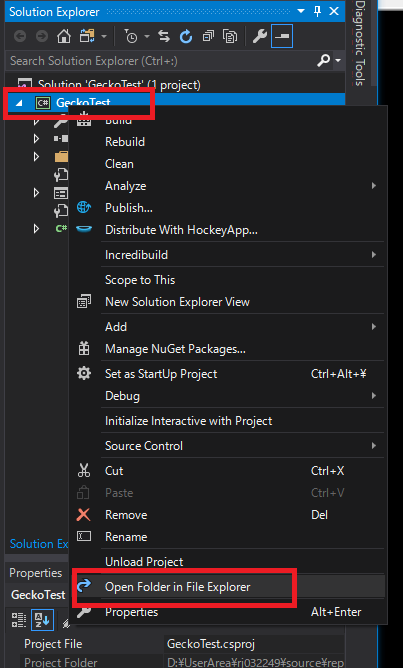 Solution Explorer
Search Solution Explorer (Ctrl+:)
Solution 'GeckoTest' (1 project)
C# GeckoTest
Build
Rebuild
Clean
Analyze
Publish...
Distribute With HockeyApp...
Incredibuild
Scope to This
New Solution Explorer View
Add
Manage NuGet Packages...
Set as StartUp Project Ctrl+Alt+¥
Debug
Initialize Interactive with Project
Source Control
Cut Ctrl+X
Paste Ctrl+V
Remove Del
Rename
Unload Project
Open Folder in File Explorer
Properties Alt+Enter
C#
Solution Ex
Properties
GeckoTest
Project File GeckoTest.csproj
Project Folder D:¥UserArea¥rj032249¥source¥rep
Diagnostic Tools